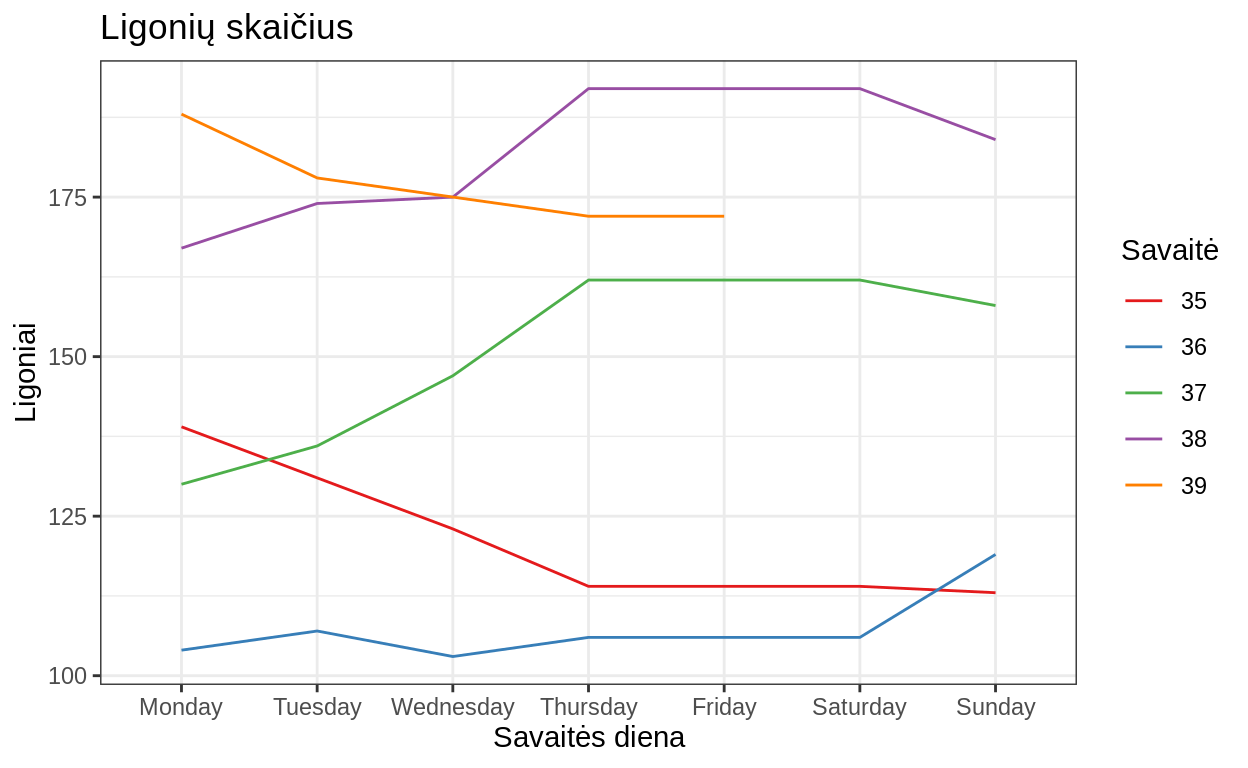 Ligonių skaičius
Ligoniai
175
150
125
100
Monday Tuesday Wednesday Thursday Friday Saturday Sunday
Savaitės diena
Savaitė
35
36
37
38
39